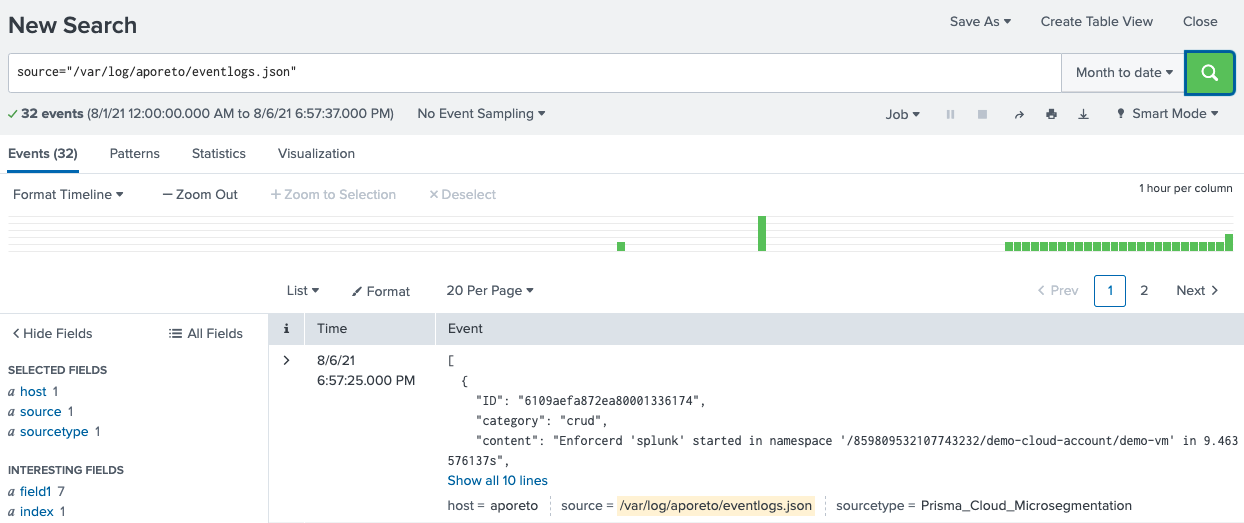 New Search
Save As
Create Table View
Close
source="/var/log/aporeto/eventlogs.json"
Month to date
32 events (8/1/21 12:00:00.000 AM to 8/6/21 6:57:37.000 PM)
No Event Sampling
Job
Smart Mode
Events (32)
Patterns
Statistics
Visualization
Format Timeline
— Zoom Out
+ Zoom to Selection
× Deselect
1 hour per column
List
Format
20 Per Page
< Prev
1
2
Next >
< Hide Fields
All Fields
i
Time
Event
SELECTED FIELDS
a host 1
a source 1
a sourcetype 1
INTERESTING FIELDS
a field1 7
a index 1
> 8/6/21
6:57:25.000 PM
[
{
"ID": "6109aefa872ea80001336174",
"category": "crud",
"content": "Enforcerd 'splunk' started in namespace '/859809532107743232/demo-cloud-account/demo-vm' in 9.463
576137s",
Show all 10 lines
host = aporeto
source = /var/log/aporeto/eventlogs.json
sourcetype = Prisma_Cloud_Microsegmentation